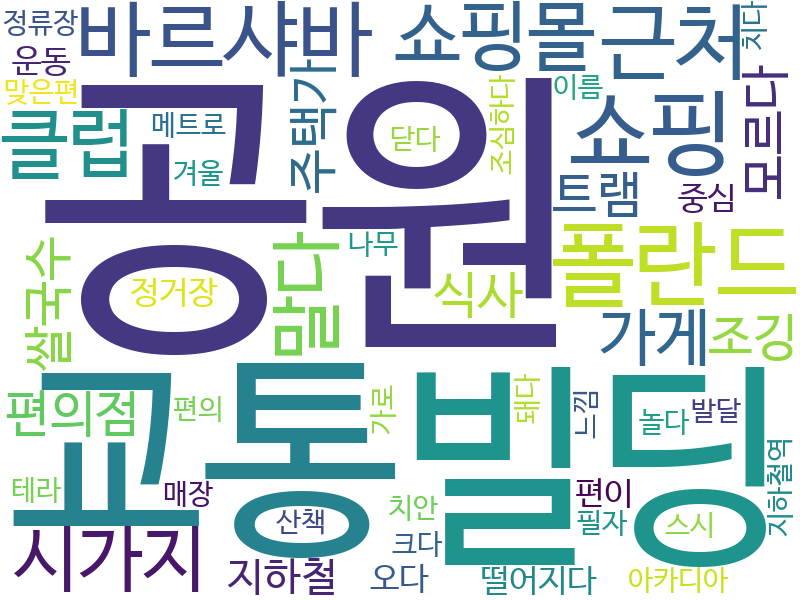 정류장
바르샤바
쇼핑몰
근처
치다
운동
맞은편
클럽
메트로
주택가
닫다
조심하다
이름
쇼핑
모르다
겨울
공원
트램
중심
쌀국수
말다
나무
정거장
식사
폴란드
가게
조깅
교통
빌딩
편의점
편의
가로
돼다
느낌
놀다
발달
지하철역
테라
매장
산책
치안
편이
필자
스시
시가지
크다
지하철
오다
떨어지다
아카디아